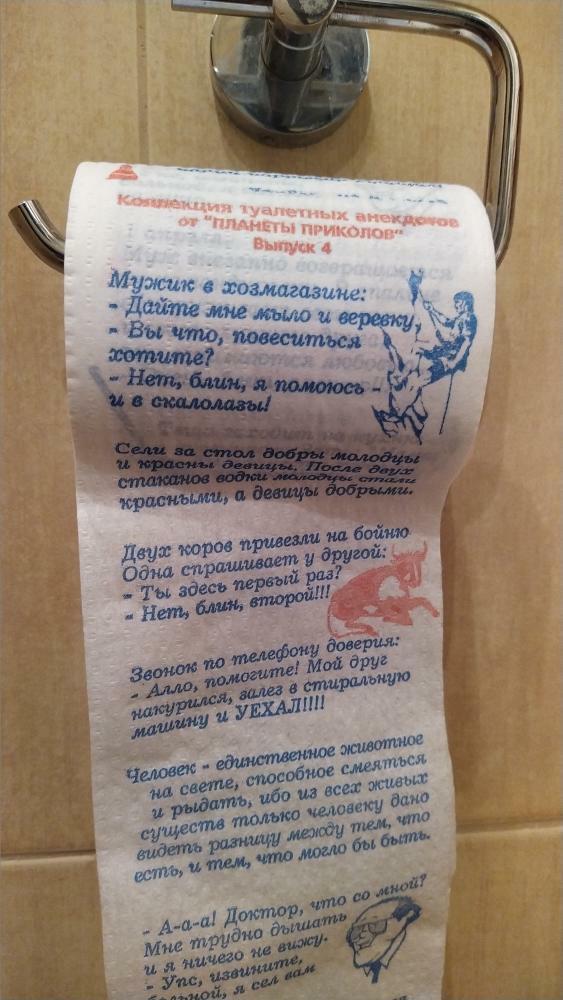 Коллекция туалетных анекдотов
от "ПЛАНЕТЫ ПРИКОЛОВ"
Выпуск 4
Мужик в хозмагазине:
- Дайте мне мыло и веревку,
- Вы что, повеситься
хотите?
- Нет, блин, я помоюсь -
и в скалолазы!
Сели за стол добры молодцы
и красны девицы. После двух
стаканов водки молодцы стали
красными, а девицы добрыми.
Двух коров привезли на бойню
Одна спрашивает у другой:
- Ты здесь первый раз?
- Нет, блин, второй!!!
Звонок по телефону доверия:
- Алло, помогите! Мой друг
накурился, залез в стиральную
машину и УЕХАЛ!!!!
Человек - единственное животное
на свете, способное смеяться
и рыдать, ибо из всех живых
существ только человеку дано
видеть разницу между тем, что
есть, и тем, что могло бы быть.
- А-а-а! Доктор, что со мной?
Мне трудно дышать
и я ничего не вижу.
- Упс, извините,
больной, я сел вам